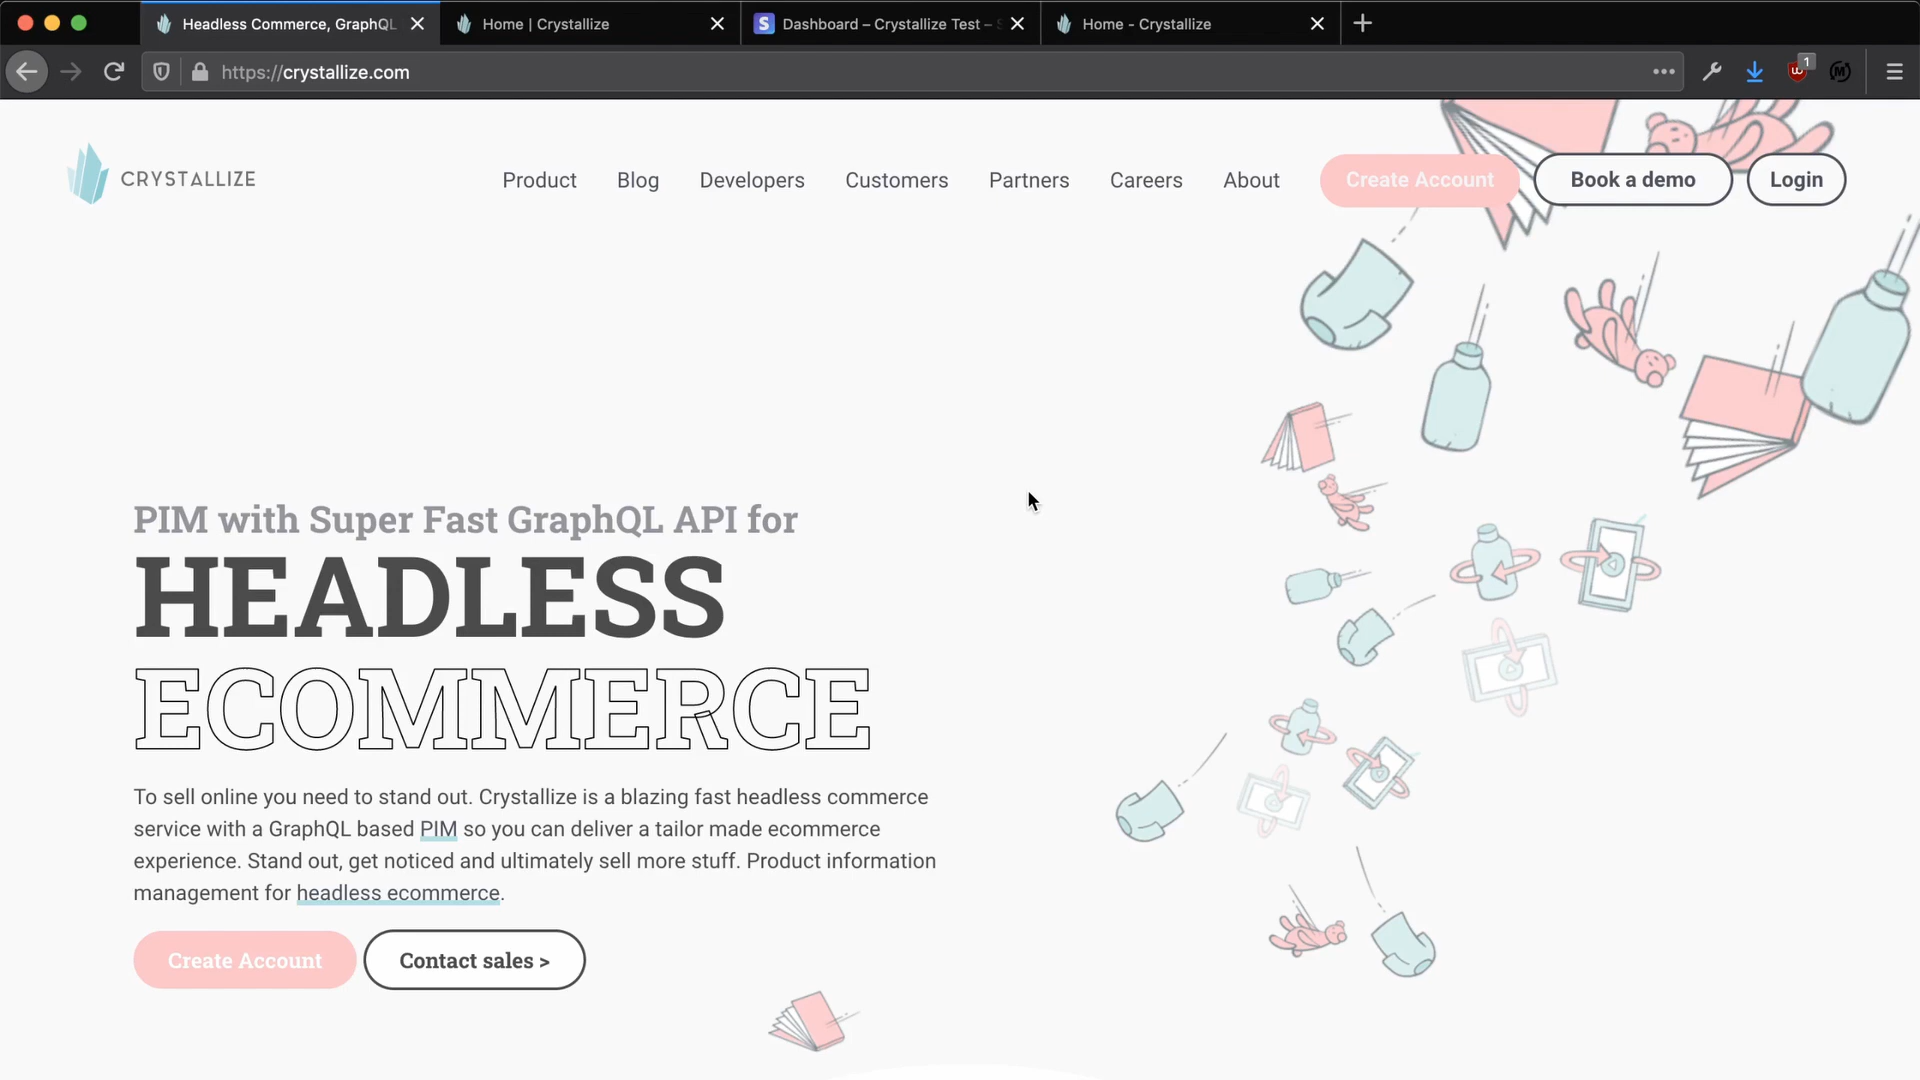 Headless Commerce, GraphQL
Home | Crystallize
S
Dashboard – Crystallize Test –
Home - Crystallize
https://crystallize.com
1
CRYSTALLIZE
Product
Blog
Developers
Customers
Partners
Careers
About
Create Account
Book a demo
Login
PIM with Super Fast GraphQL API for
HEADLESS
ECOMMERCE
To sell online you need to stand out. Crystallize is a blazing fast headless commerce
service with a GraphQL based PIM so you can deliver a tailor made ecommerce
experience. Stand out, get noticed and ultimately sell more stuff. Product information
management for headless ecommerce.
Create Account
Contact sales >